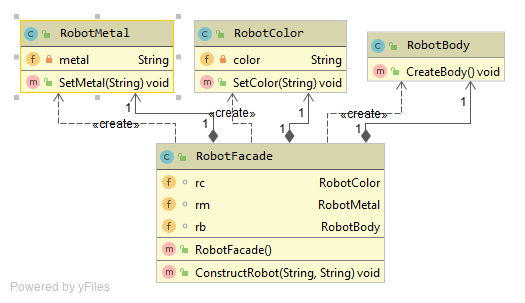 RobotMetal
metal String
SetMetal(String) void
RobotColor
color String
SetColor(String) void
RobotBody
CreateBody() void
1
1
1
«create»
«create»
«create»
1
1
1
RobotFacade
rc RobotColor
rm RobotMetal
rb RobotBody
RobotFacade()
ConstructRobot(String, String) void
Powered by yFiles